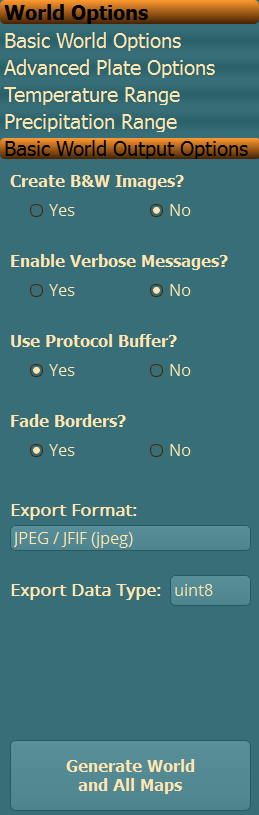 World Options
Basic World Options
Advanced Plate Options
Temperature Range
Precipitation Range
Basic World Output Options
Create B&W Images?
Yes No
Enable Verbose Messages?
Yes No
Use Protocol Buffer?
Yes No
Fade Borders?
Yes No
Export Format:
JPEG / JFIF (jpeg)
Export Data Type: uint8
Generate World
and All Maps